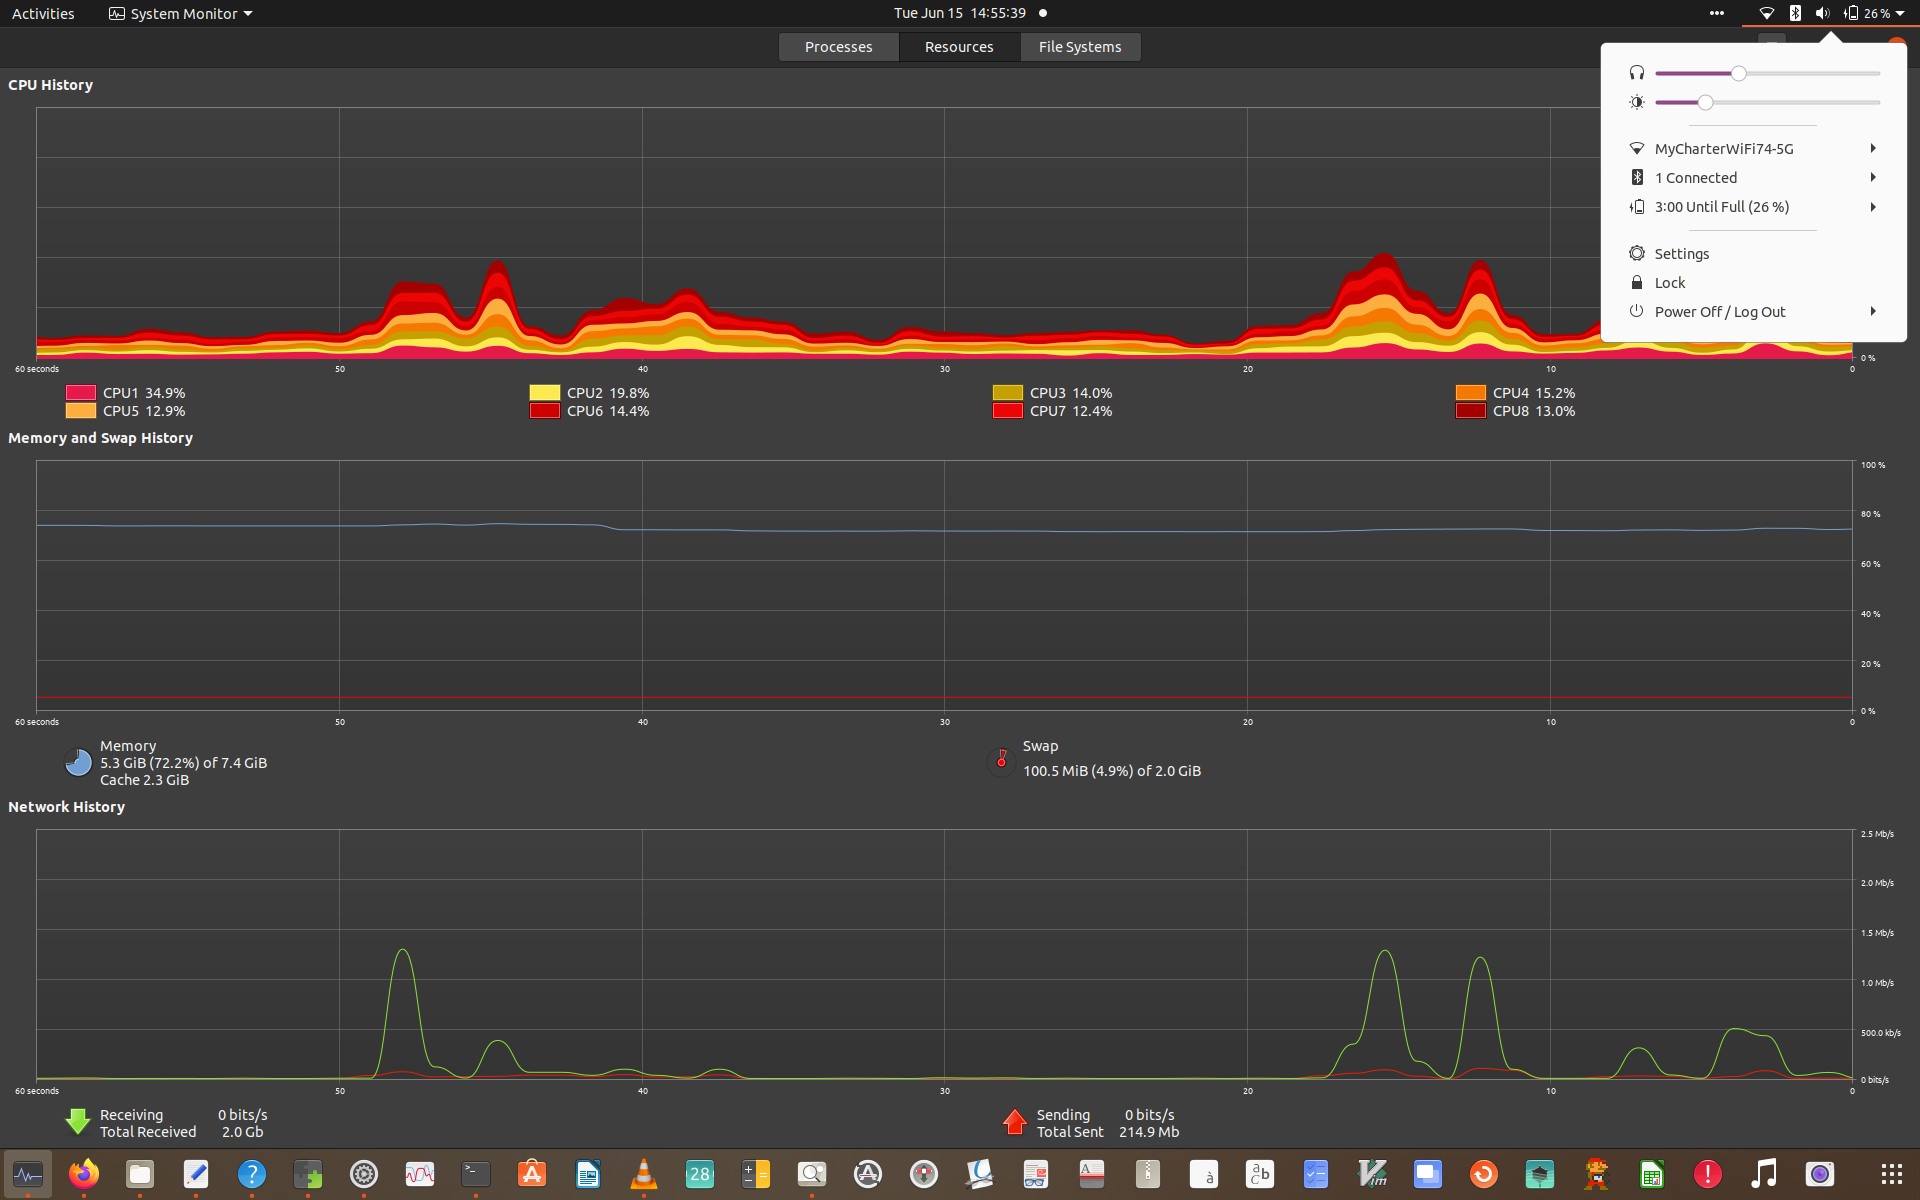 Activities
System Monitor
Tue Jun 15 14:55:39
26 %
Processes
Resources
File Systems
MyCharterWiFi74-5G
1 Connected
3:00 Until Full (26 %)
Settings
Lock
Power Off / Log Out
CPU History
0 %
60 seconds 50 40 30 20 10 0
CPU1 34.9% CPU2 19.8% CPU3 14.0% CPU4 15.2%
CPU5 12.9% CPU6 14.4% CPU7 12.4% CPU8 13.0%
Memory and Swap History
100 %
80 %
60 %
40 %
20 %
0 %
60 seconds 50 40 30 20 10 0
Memory
5.3 GiB (72.2%) of 7.4 GiB
Cache 2.3 GiB
Swap
100.5 MiB (4.9%) of 2.0 GiB
Network History
2.5 Mb/s
2.0 Mb/s
1.5 Mb/s
1.0 Mb/s
500.0 kb/s
0 bits/s
60 seconds 50 40 30 20 10 0
Receiving 0 bits/s
Total Received 2.0 Gb
Sending 0 bits/s
Total Sent 214.9 Mb
?
>_
A
28
A
A
à
ab
c
Vim
!